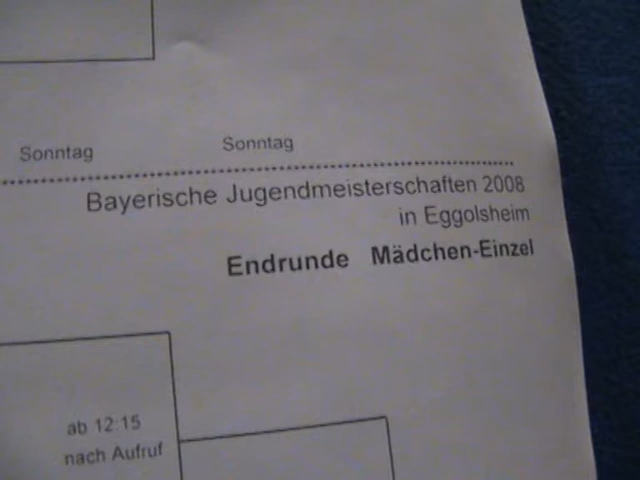 Sonntag Sonntag
Bayerische Jugendmeisterschaften 2008
in Eggolsheim
Endrunde Mädchen-Einzel
ab 12:15
nach Aufruf